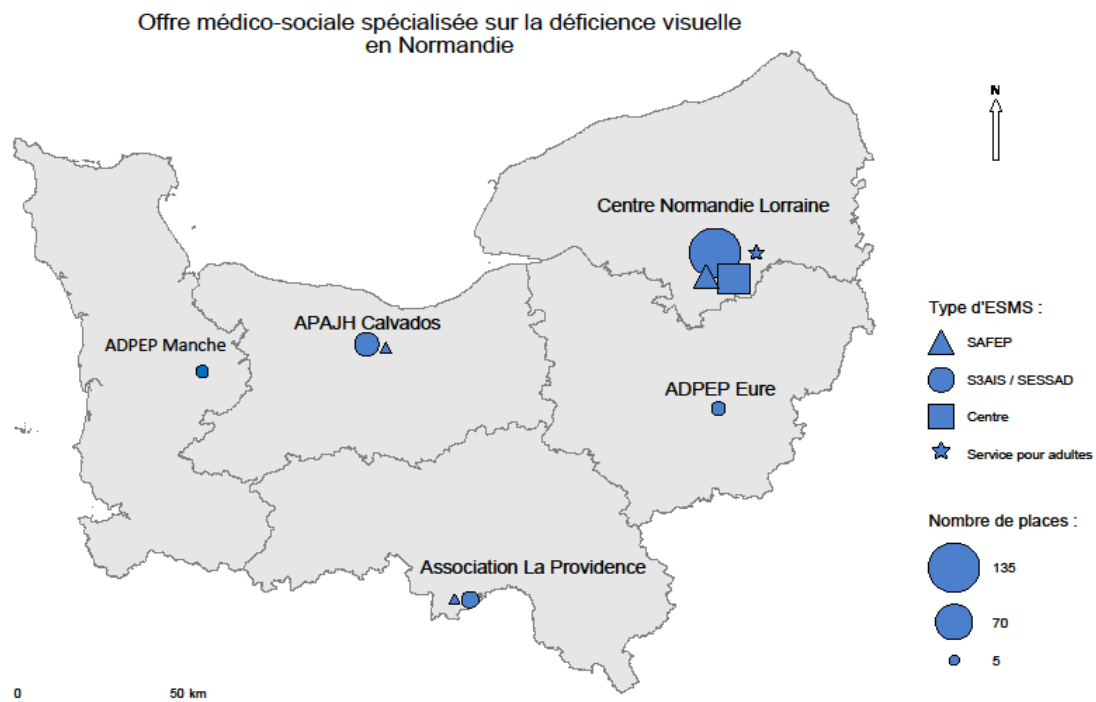 Offre médico-sociale spécialisée sur la déficience visuelle
en Normandie
N
Centre Normandie Lorraine
APAJH Calvados
ADPEP Manche
ADPEP Eure
Association La Providence
Type d'ESMS :
SAFEP
S3AIS / SESSAD
Centre
Service pour adultes
Nombre de places :
135
70
5
0 50 km